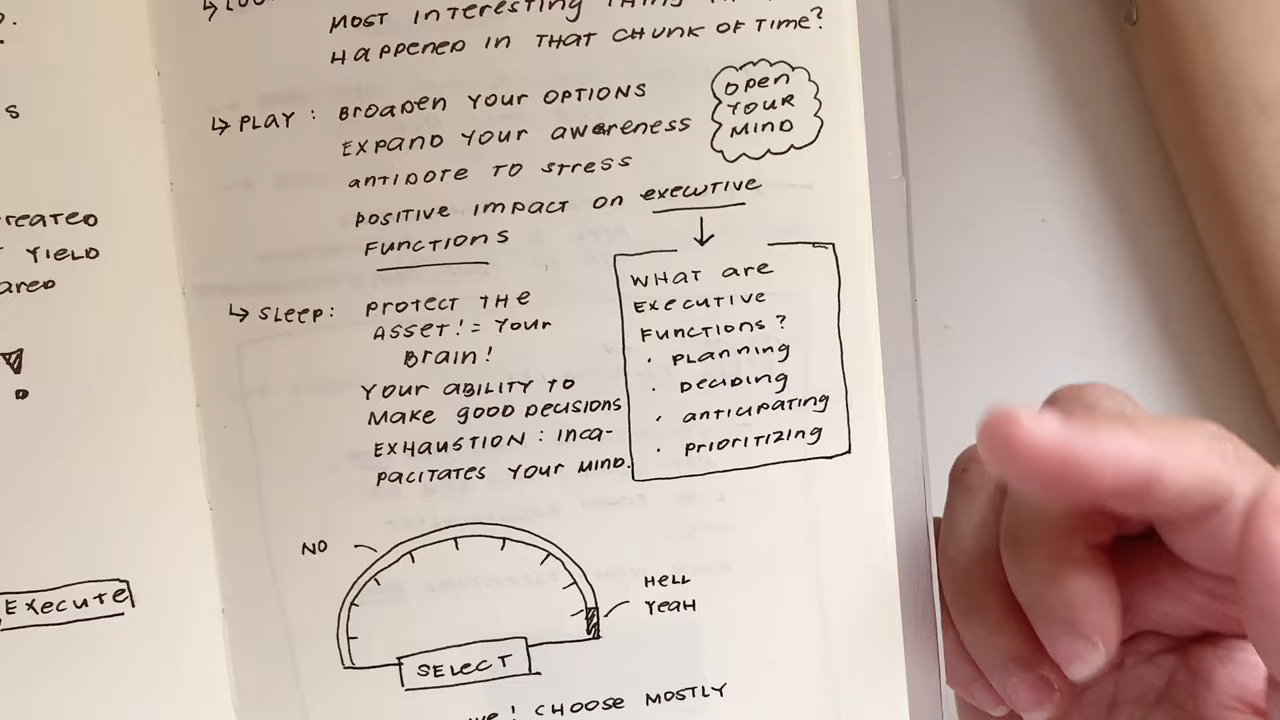 s
reated
YIELD
ared
Execute
MOST INTERESTING THING
HAPPENED IN THAT CHUNK OF TIME?
↳ PLAY : BROADEN YOUR OPTIONS
EXPAND YOUR AWARENESS
ANTIDOTE TO STRESS
POSITIVE IMPACT ON EXECUTIVE
FUNCTIONS
OPEN
YOUR
MIND
WHAT ARE
EXECUTIVE
FUNCTIONS?
· PLANNING
· DECIDING
· ANTICIPATING
· PRIORITIZING
↳ SLEEP: PROTECT THE
ASSET! = YOUR
BRAIN!
YOUR ABILITY TO
MAKE GOOD DECISIONS
EXHAUSTION : INCA-
PACITATES YOUR MIND.
NO
HELL
YEAH
SELECT
! CHOOSE MOSTLY